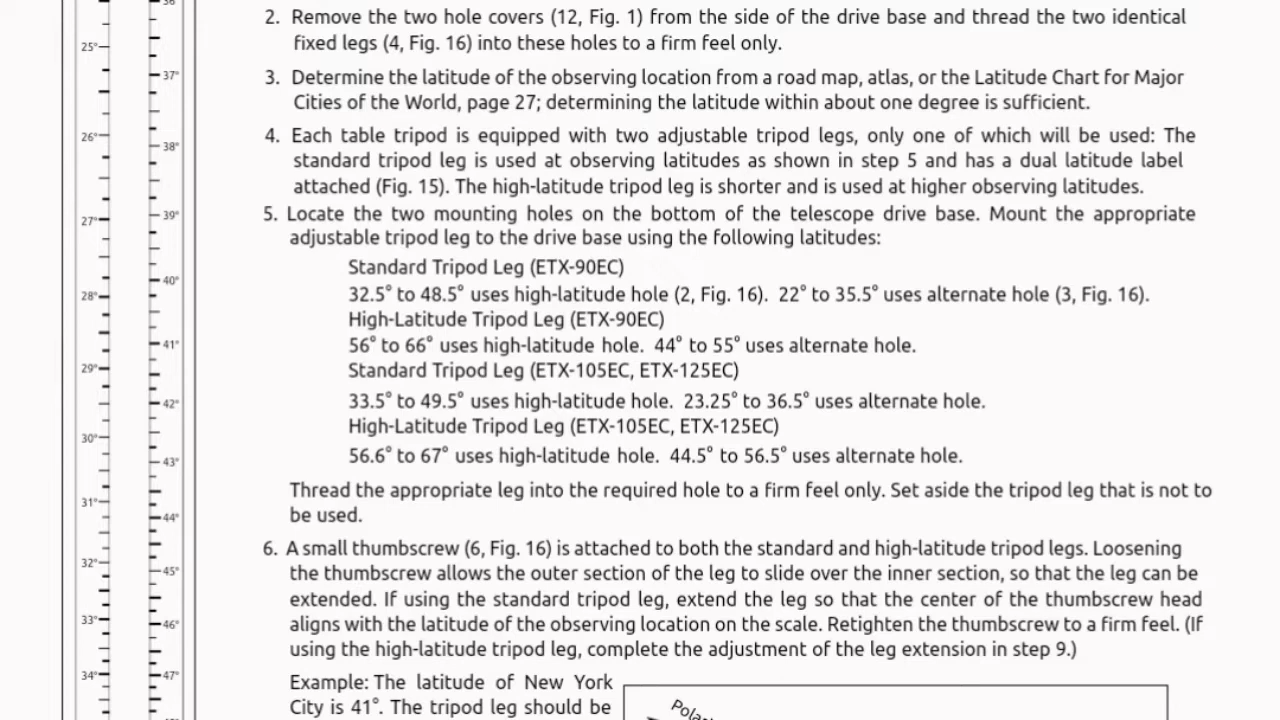 36°
25°
37°
26°
38°
27°
39°
40°
28°
41°
29°
42°
30°
43°
31°
44°
32°
45°
33°
46°
34°
47°
2. Remove the two hole covers (12, Fig. 1) from the side of the drive base and thread the two identical
fixed legs (4, Fig. 16) into these holes to a firm feel only.
3. Determine the latitude of the observing location from a road map, atlas, or the Latitude Chart for Major
Cities of the World, page 27; determining the latitude within about one degree is sufficient.
4. Each table tripod is equipped with two adjustable tripod legs, only one of which will be used: The
standard tripod leg is used at observing latitudes as shown in step 5 and has a dual latitude label
attached (Fig. 15). The high-latitude tripod leg is shorter and is used at higher observing latitudes.
5. Locate the two mounting holes on the bottom of the telescope drive base. Mount the appropriate
adjustable tripod leg to the drive base using the following latitudes:
Standard Tripod Leg (ETX-90EC)
32.5° to 48.5° uses high-latitude hole (2, Fig. 16). 22° to 35.5° uses alternate hole (3, Fig. 16).
High-Latitude Tripod Leg (ETX-90EC)
56° to 66° uses high-latitude hole. 44° to 55° uses alternate hole.
Standard Tripod Leg (ETX-105EC, ETX-125EC)
33.5° to 49.5° uses high-latitude hole. 23.25° to 36.5° uses alternate hole.
High-Latitude Tripod Leg (ETX-105EC, ETX-125EC)
56.6° to 67° uses high-latitude hole. 44.5° to 56.5° uses alternate hole.
Thread the appropriate leg into the required hole to a firm feel only. Set aside the tripod leg that is not to
be used.
6. A small thumbscrew (6, Fig. 16) is attached to both the standard and high-latitude tripod legs. Loosening
the thumbscrew allows the outer section of the leg to slide over the inner section, so that the leg can be
extended. If using the standard tripod leg, extend the leg so that the center of the thumbscrew head
aligns with the latitude of the observing location on the scale. Retighten the thumbscrew to a firm feel. (If
using the high-latitude tripod leg, complete the adjustment of the leg extension in step 9.)
Example: The latitude of New York
City is 41°. The tripod leg should be